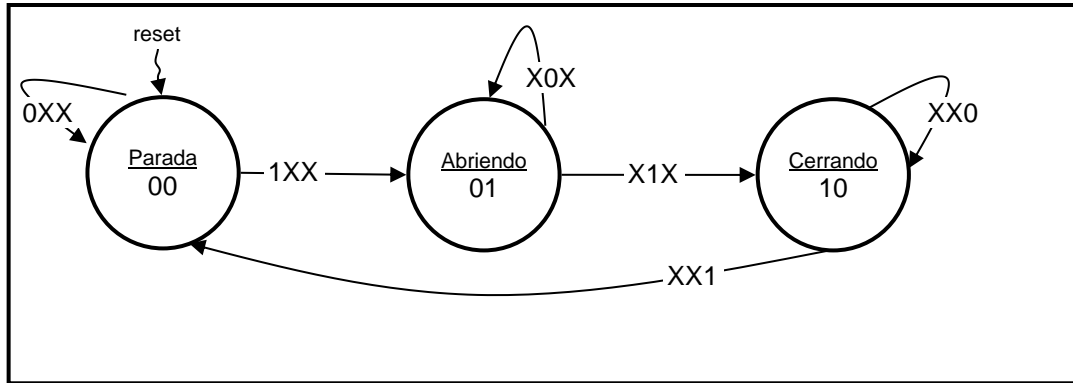 reset
0XX
X0X
XX0
Parada
00
1XX
Abriendo
01
X1X
Cerrando
10
XX1